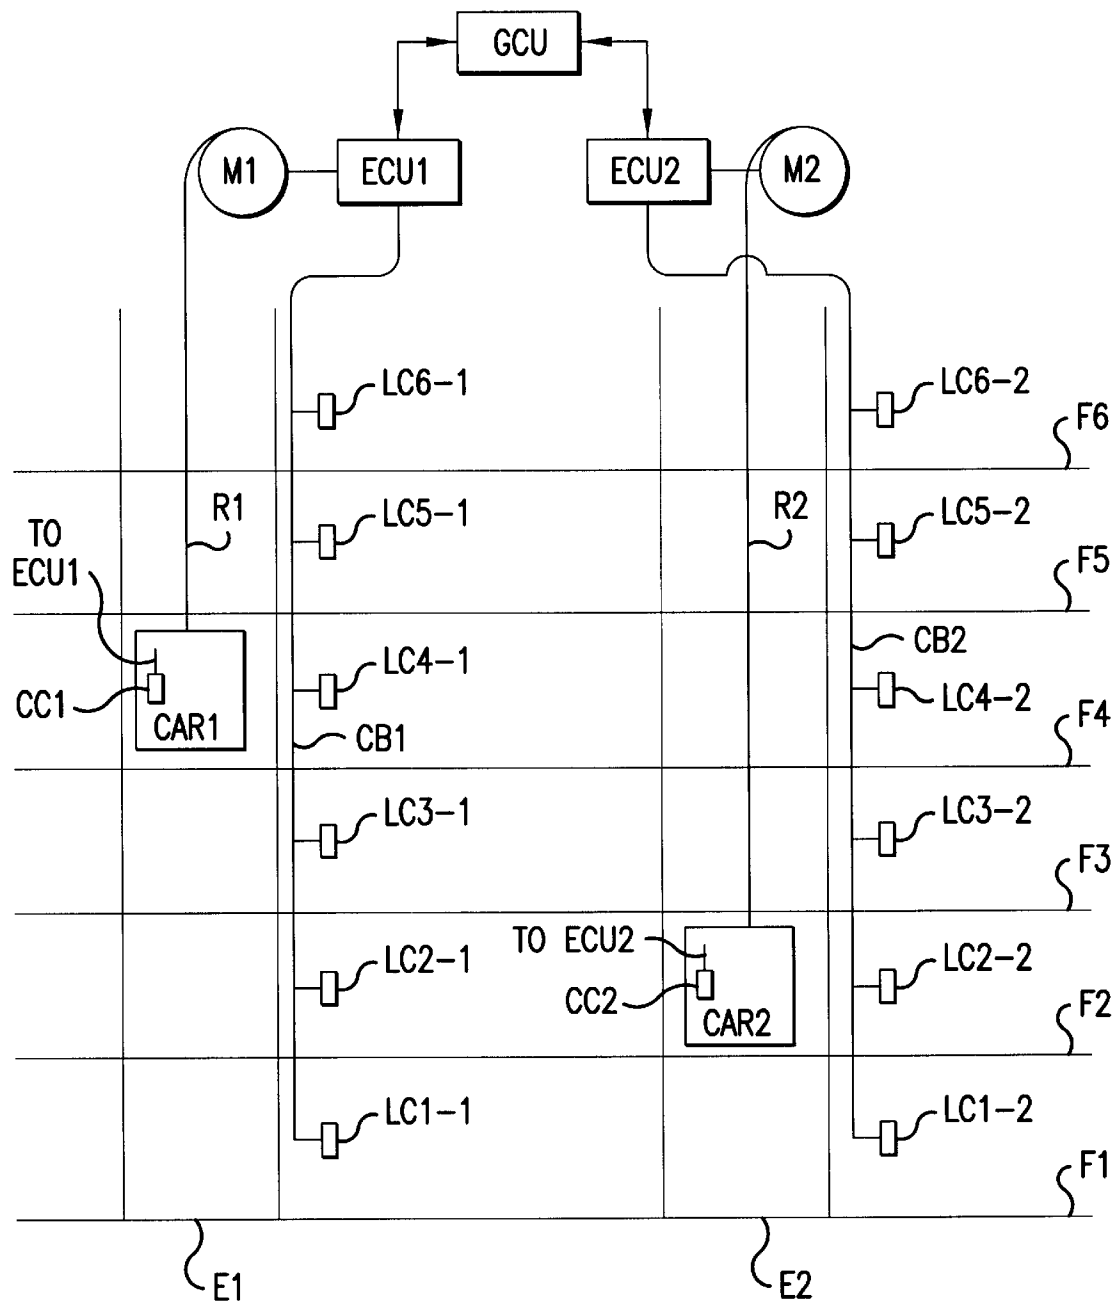 GCU
M1
ECU1
ECU2
M2
LC6-1
LC6-2
F6
R1
LC5-1
R2
LC5-2
TO
ECU1
F5
CB2
LC4-1
LC4-2
CC1
CAR1
CB1
F4
LC3-1
LC3-2
F3
TO ECU2
LC2-1
LC2-2
CC2
CAR2
F2
LC1-1
LC1-2
F1
E1
E2